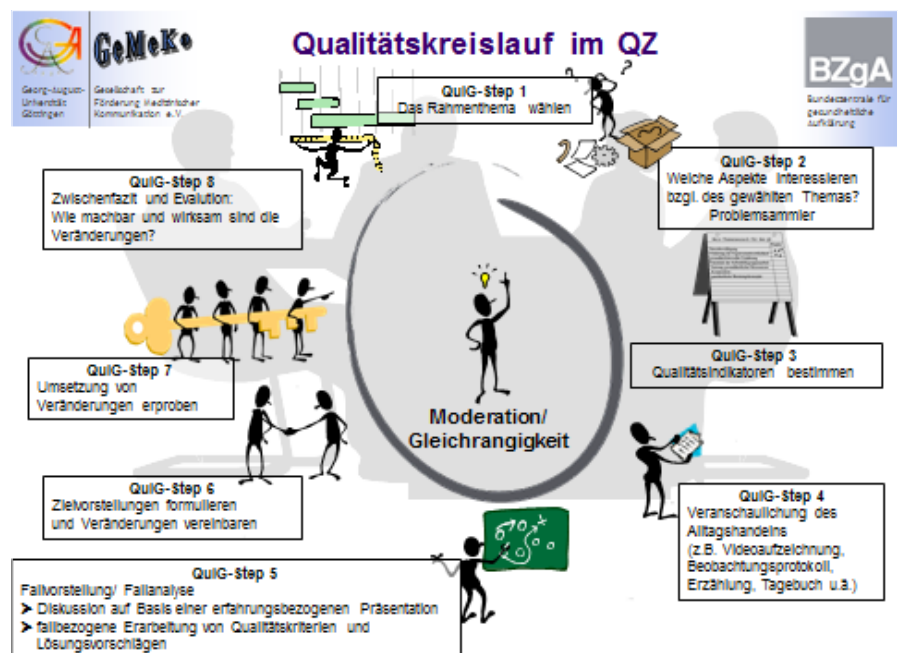 GeMeKo
Georg-August-
Universität
Göttingen
Gesellschaft zur
Förderung Medizinischer
Kommunikation e.V.
Qualitätskreislauf im QZ
BZgA
Bundeszentrale für
gesundheitliche
Aufklärung
QuiG-Step 1
Das Rahmenthema wählen
QuiG-Step 2
Welche Aspekte interessieren
bzgl. des gewählten Themas?
Problemsammler
QuiG-Step 3
Qualitätsindikatoren bestimmen
QuiG-Step 4
Veranschaulichung des
Alltagshandelns
(z.B. Videoaufzeichnung,
Beobachtungsprotokoll,
Erzählung, Tagebuch u.ä.)
QuiG-Step 5
Fallvorstellung/ Fallanalyse
➤ Diskussion auf Basis einer erfahrungsbezogenen Präsentation
➤ fallbezogene Erarbeitung von Qualitätskriterien und
Lösungsvorschlägen
QuiG-Step 6
Zielvorstellungen formulieren
und Veränderungen vereinbaren
QuiG-Step 7
Umsetzung von
Veränderungen erproben
QuiG-Step 8
Zwischenfazit und Evalution:
Wie machbar und wirksam sind die
Veränderungen?
Moderation/
Gleichrangigkeit